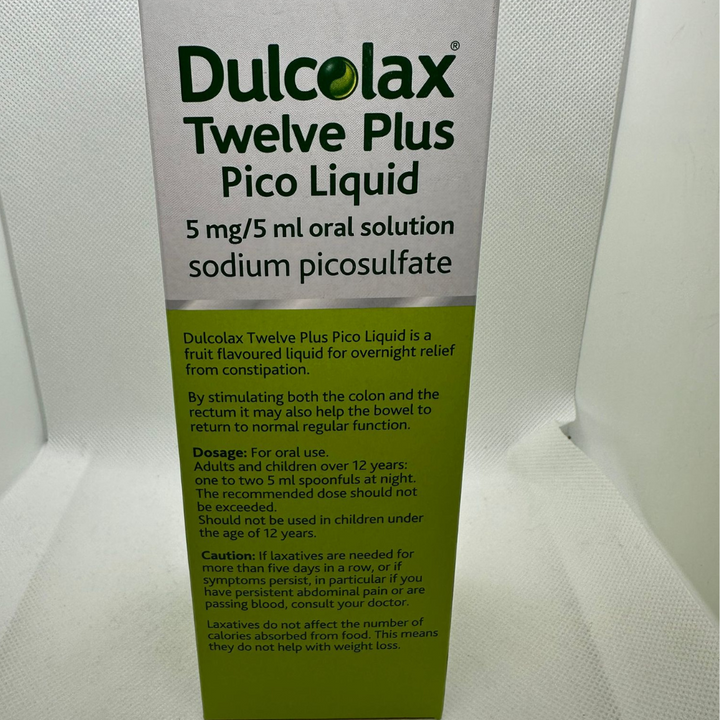 Dulcolax®
Twelve Plus
Pico Liquid
5 mg/5 ml oral solution
sodium picosulfate
Dulcolax Twelve Plus Pico Liquid is a
fruit flavoured liquid for overnight relief
from constipation.
By stimulating both the colon and the
rectum it may also help the bowel to
return to normal regular function.
Dosage: For oral use.
Adults and children over 12 years:
one to two 5 ml spoonfuls at night.
The recommended dose should not
be exceeded.
Should not be used in children under
the age of 12 years.
Caution: If laxatives are needed for
more than five days in a row, or if
symptoms persist, in particular if you
have persistent abdominal pain or are
passing blood, consult your doctor.
Laxatives do not affect the number of
calories absorbed from food. This means
they do not help with weight loss.